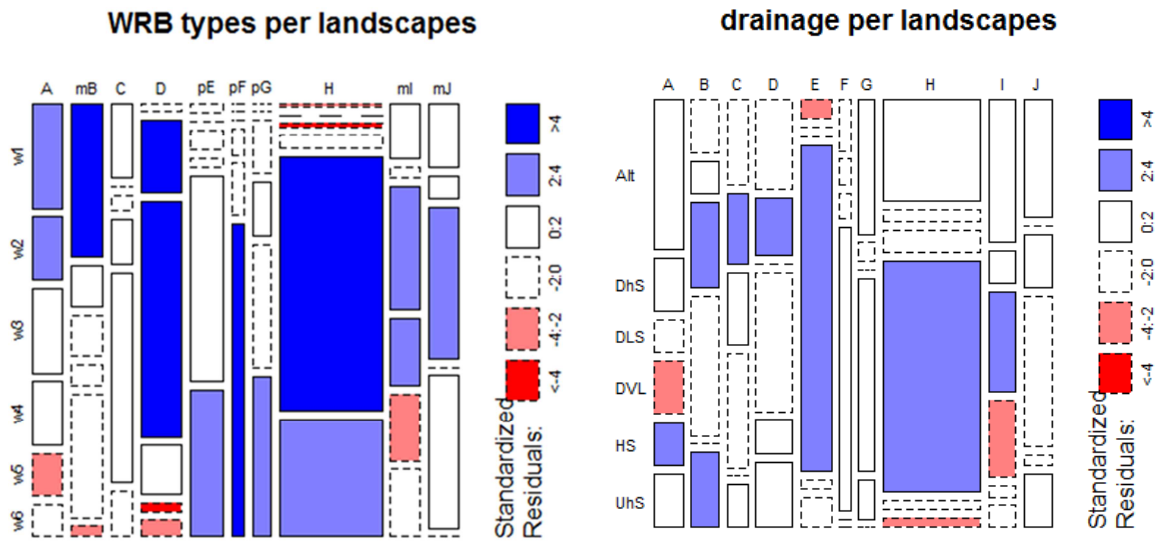 WRB types per landscapes
A mB C D pE pF pG H mI mJ
w1
w2
w3
w4
w5
w6
>4
2:4
0:2
-2:0
-4:-2
<-4
Standardized
Residuals:
drainage per landscapes
A B C D E F G H I J
Alt
DhS
DLS
DVL
HS
UhS
>4
2:4
0:2
-2:0
-4:-2
<-4
Standardized
Residuals: